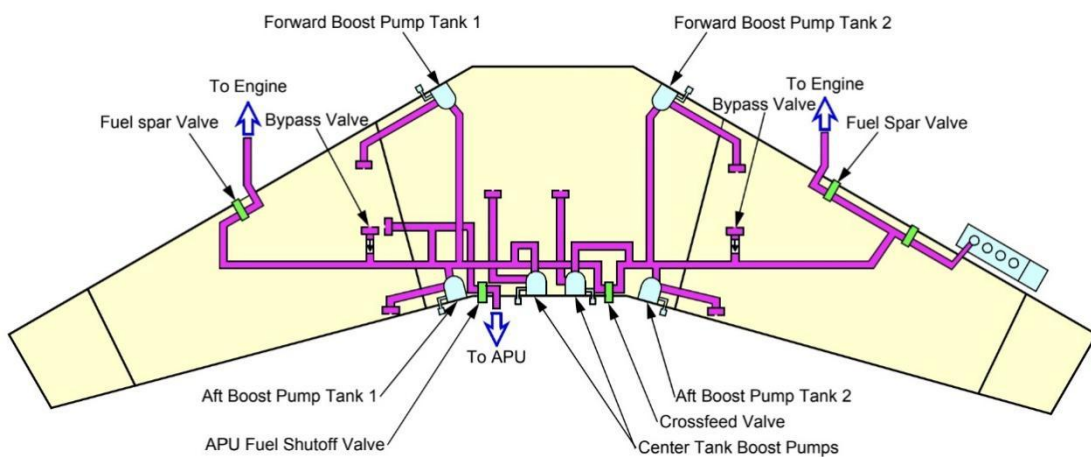 Forward Boost Pump Tank 1
Forward Boost Pump Tank 2
To Engine
To Engine
Fuel spar Valve
Bypass Valve
Bypass Valve
Fuel Spar Valve
To APU
Aft Boost Pump Tank 1
Aft Boost Pump Tank 2
Crossfeed Valve
APU Fuel Shutoff Valve
Center Tank Boost Pumps